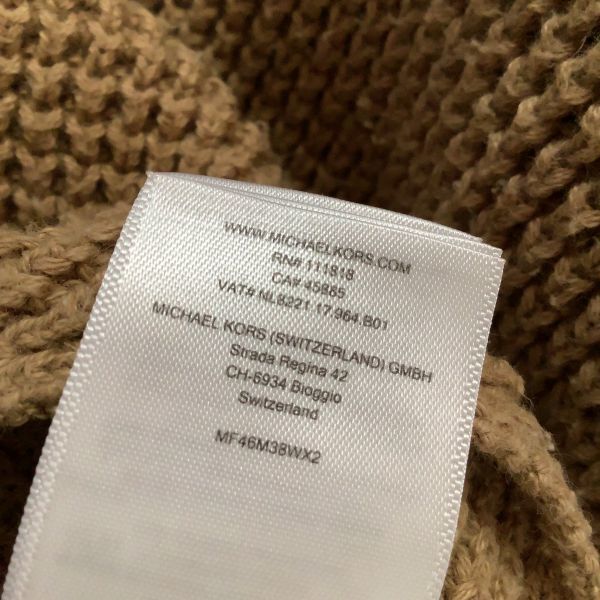 WWW.MICHAELKORS.COM
RN# 111818
CA# 45885
VAT# NL8221.17.964.B01
MICHAEL KORS (SWITZERLAND) GMBH
Strada Regina 42
CH-6934 Bioggio
Switzerland
MF46M38WX2